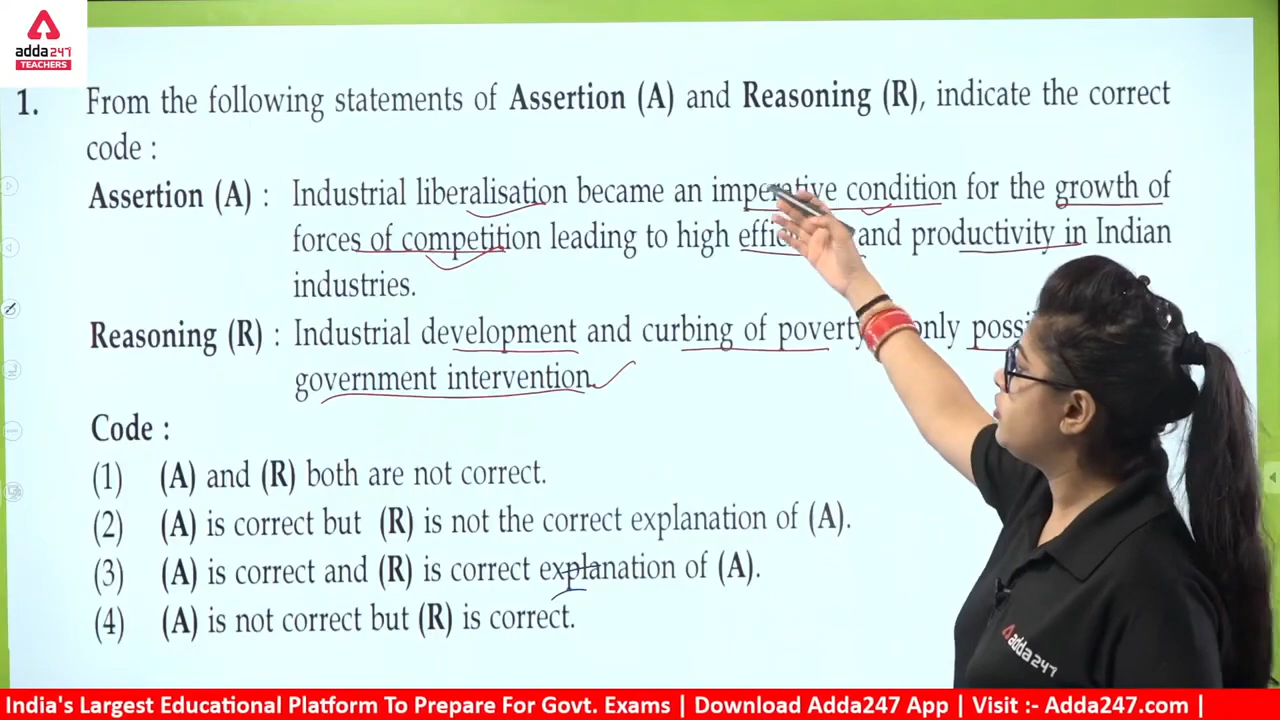 adda247
TEACHERS
1. From the following statements of Assertion (A) and Reasoning (R), indicate the correct
code :
Assertion (A) : Industrial liberalisation became an imperative condition for the growth of
forces of competition leading to high and productivity in Indian
industries.
Reasoning (R) : Industrial development and curbing of poverty only
government intervention.
Code :
(1) (A) and (R) both are not correct.
(2) (A) is correct but (R) is not the correct explanation of (A).
(3) (A) is correct and (R) is correct explanation of (A).
(4) (A) is not correct but (R) is correct.
adda247
India's Largest Educational Platform To Prepare For Govt. Exams | Download Adda247 App | Visit :- Adda247.com |